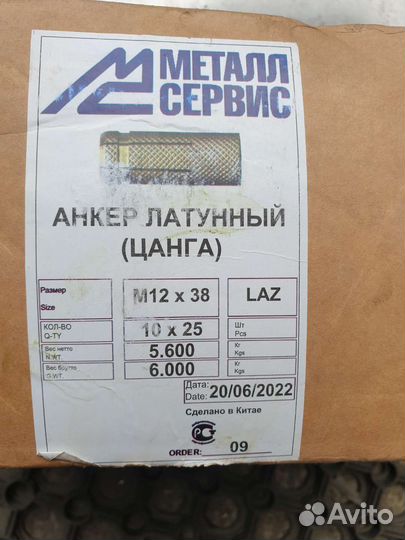 МЕТАЛЛ
СЕРВИС
АНКЕР ЛАТУННЫЙ
(ЦАНГА)
Размер
Size
М12 х 38
LAZ
КОЛ-ВО
Q-TY
10 x 25
Шт
Pcs
Вес нетто
N.WT.
5.600
Кг
Kgs
Вес брутто
G.WT.
6.000
Кг
Kgs
Дата:
Date: 20/06/2022
Сделано в Китае
ORDER: 09
Avito